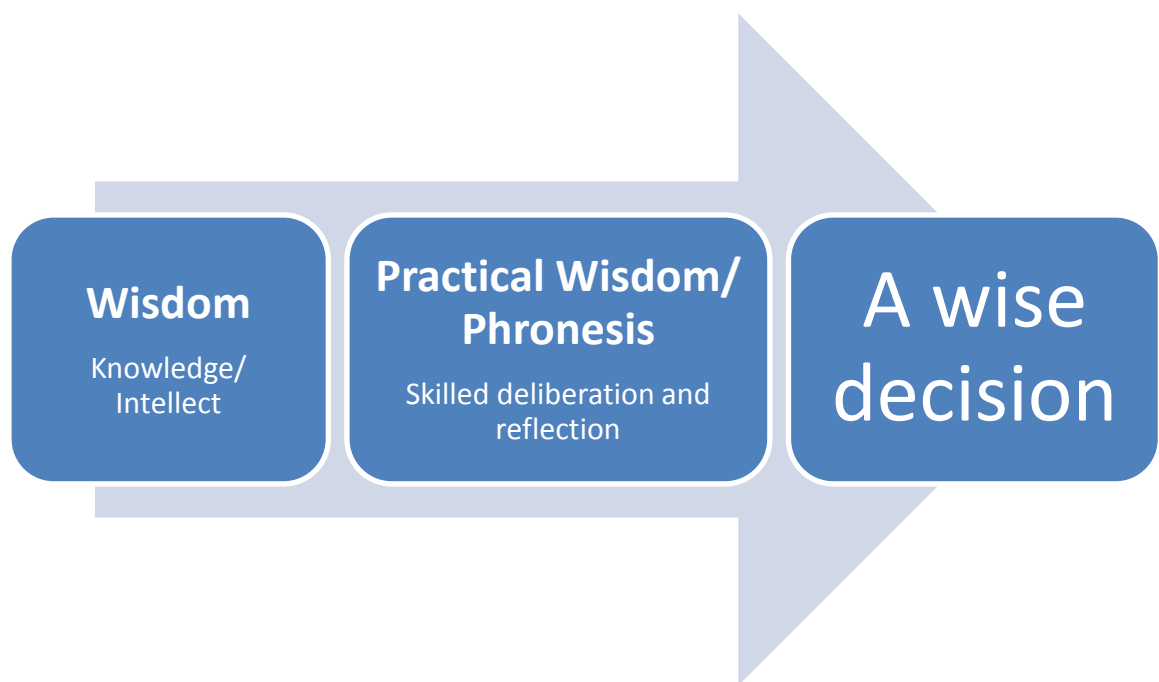 Wisdom
Knowledge/
Intellect
Practical Wisdom/
Phronesis
Skilled deliberation and
reflection
A wise
decision